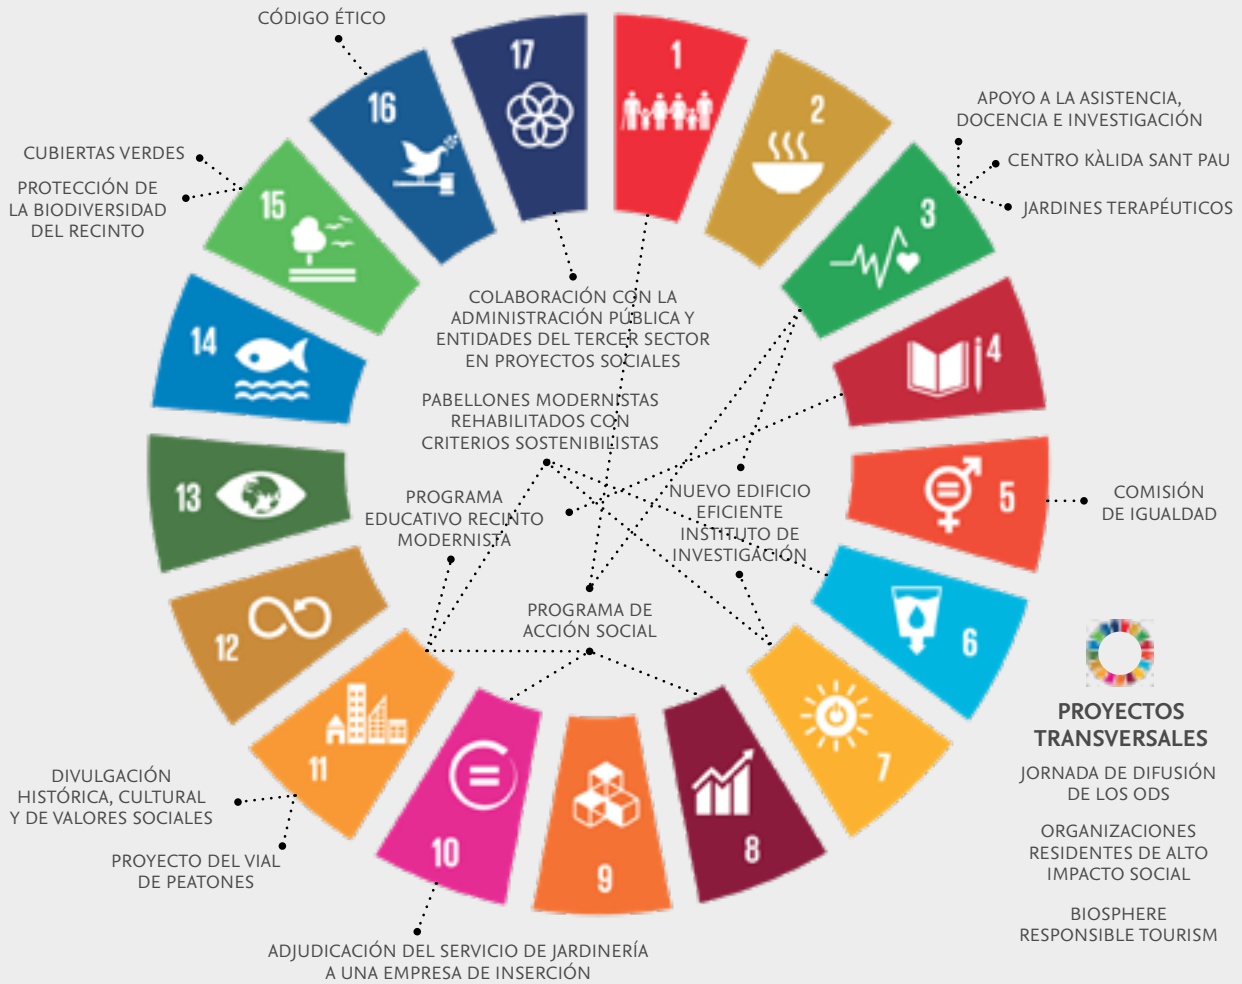 CÓDIGO ÉTICO
17
1
16
2
APOYO A LA ASISTENCIA,
DOCENCIA E INVESTIGACIÓN
CENTRO KÀLIDA SANT PAU
JARDINES TERAPÉUTICOS
CUBIERTAS VERDES
PROTECCIÓN DE
LA BIODIVERSIDAD
DEL RECINTO
15
3
COLABORACIÓN CON LA
ADMINISTRACIÓN PÚBLICA Y
ENTIDADES DEL TERCER SECTOR
EN PROYECTOS SOCIALES
14
4
PABELLONES MODERNISTAS
REHABILITADOS CON
CRITERIOS SOSTENIBILISTAS
13
5
COMISIÓN
DE IGUALDAD
PROGRAMA
EDUCATIVO RECINTO
MODERNISTA
NUEVO EDIFICIO
EFICIENTE
INSTITUTO DE
INVESTIGACIÓN
PROGRAMA DE
ACCIÓN SOCIAL
12
6
11
7
10
9
8
DIVULGACIÓN
HISTÓRICA, CULTURAL
Y DE VALORES SOCIALES
PROYECTO DEL VIAL
DE PEATONES
ADJUDICACIÓN DEL SERVICIO DE JARDINERÍA
A UNA EMPRESA DE INSERCIÓN
PROYECTOS
TRANSVERSALES
JORNADA DE DIFUSIÓN
DE LOS ODS
ORGANIZACIONES
RESIDENTES DE ALTO
IMPACTO SOCIAL
BIOSPHERE
RESPONSIBLE TOURISM